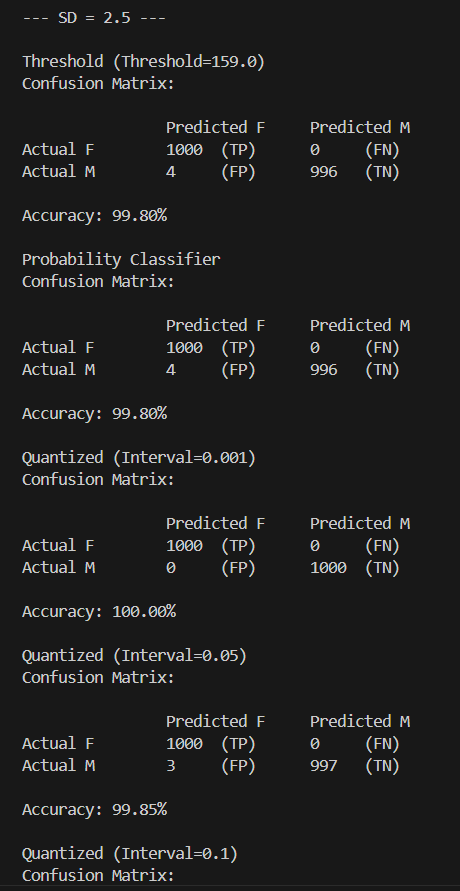 --- SD = 2.5 ---
Threshold (Threshold=159.0)
Confusion Matrix:
Predicted F Predicted M
Actual F 1000 (TP) 0 (FN)
Actual M 4 (FP) 996 (TN)
Accuracy: 99.80%
Probability Classifier
Confusion Matrix:
Predicted F Predicted M
Actual F 1000 (TP) 0 (FN)
Actual M 4 (FP) 996 (TN)
Accuracy: 99.80%
Quantized (Interval=0.001)
Confusion Matrix:
Predicted F Predicted M
Actual F 1000 (TP) 0 (FN)
Actual M 0 (FP) 1000 (TN)
Accuracy: 100.00%
Quantized (Interval=0.05)
Confusion Matrix:
Predicted F Predicted M
Actual F 1000 (TP) 0 (FN)
Actual M 3 (FP) 997 (TN)
Accuracy: 99.85%
Quantized (Interval=0.1)
Confusion Matrix: